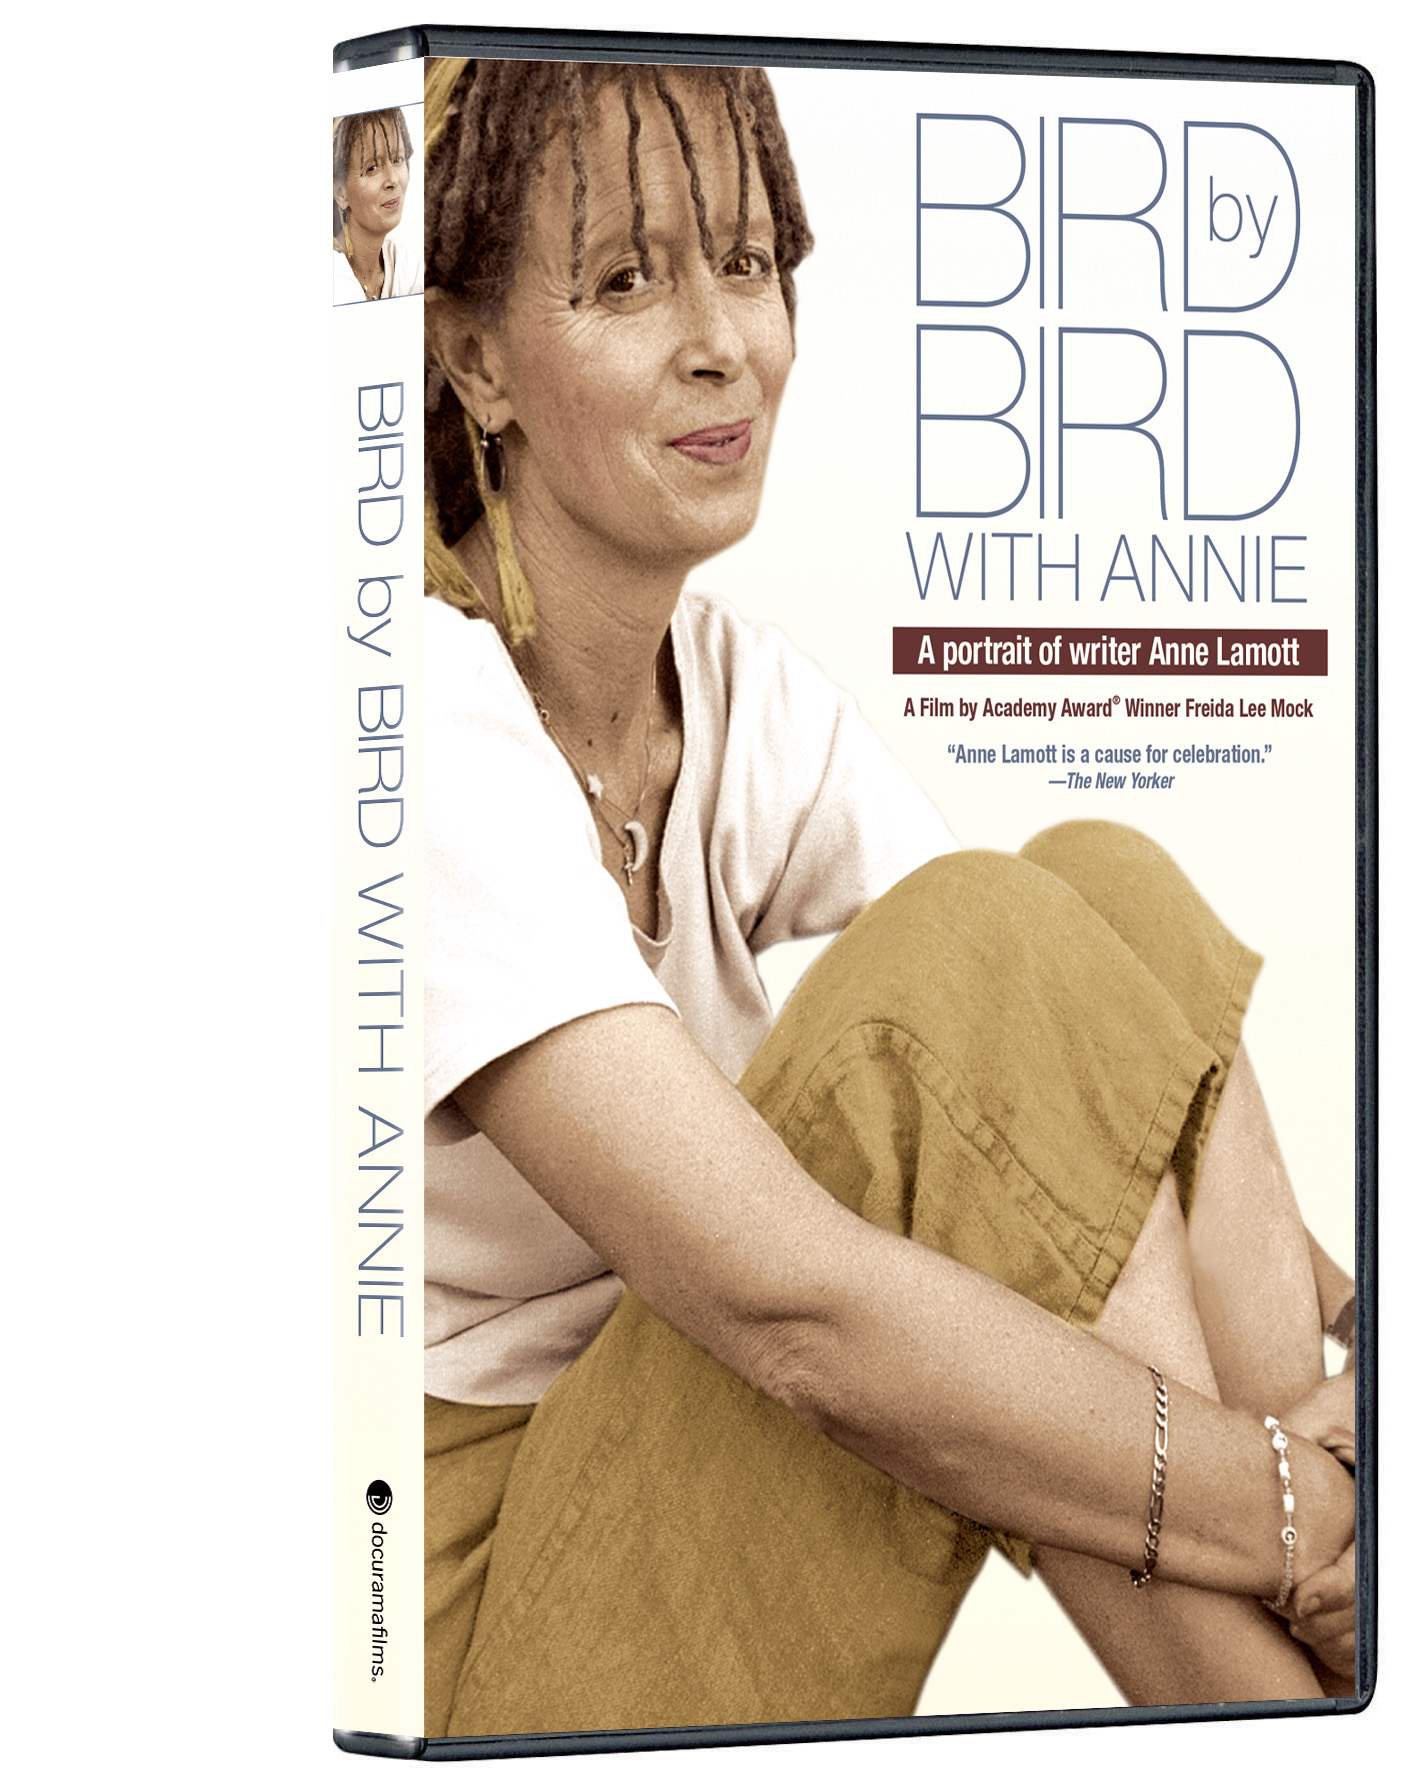 BIRD by BIRD WITH ANNIE
docuramafilms®
BIRD by
BIRD
WITH ANNIE
A portrait of writer Anne Lamott
A Film by Academy Award® Winner Freida Lee Mock
“Anne Lamott is a cause for celebration.”
—The New Yorker